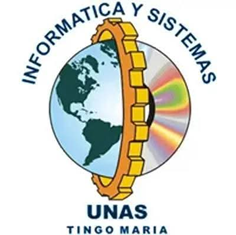 INFORMATICA Y SISTEMAS
UNAS
TINGO MARIA